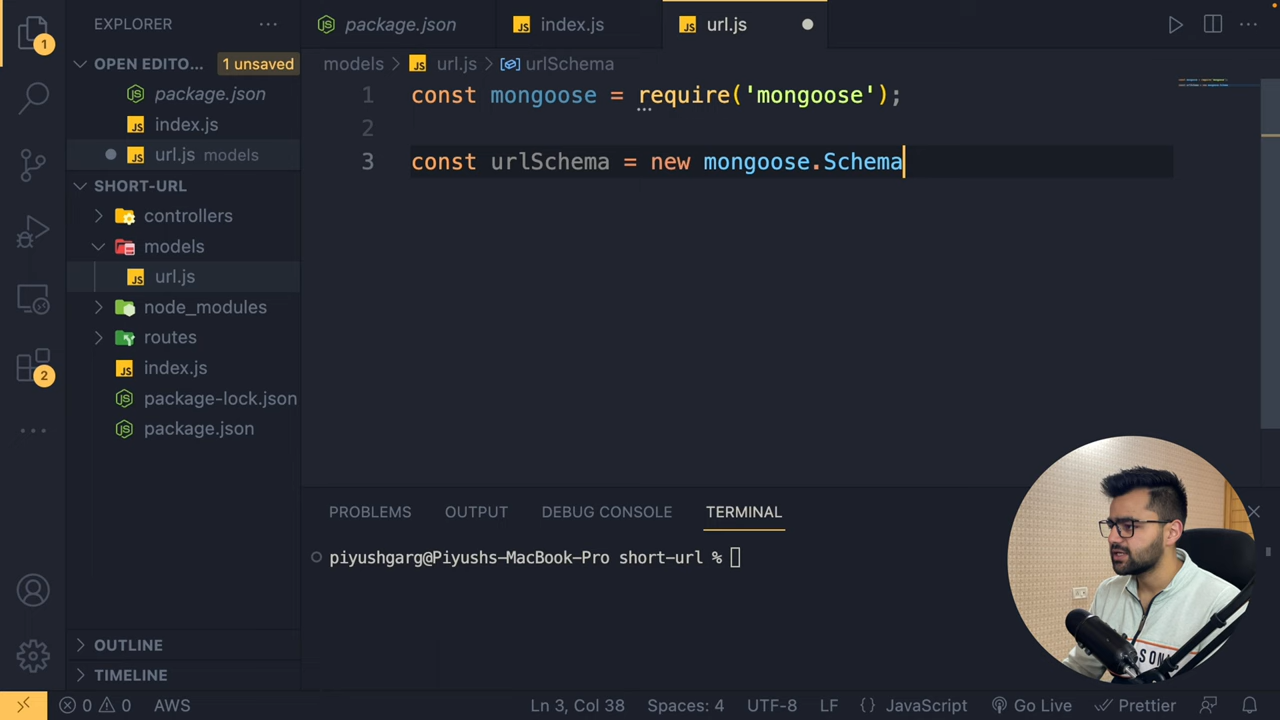 EXPLORER
package.json
index.js
url.js
1
OPEN EDITO...
1 unsaved
package.json
index.js
url.js models
SHORT-URL
controllers
models
url.js
node_modules
routes
index.js
package-lock.json
package.json
2
OUTLINE
TIMELINE
models > url.js > urlSchema
1 const mongoose = require('mongoose');
2
3 const urlSchema = new mongoose.Schema
PROBLEMS
OUTPUT
DEBUG CONSOLE
TERMINAL
piyushgarg@Piyushs-MacBook-Pro short-url %
0 0 AWS
Ln 3, Col 38
Spaces: 4
UTF-8
LF
{ } JavaScript
Go Live
Prettier